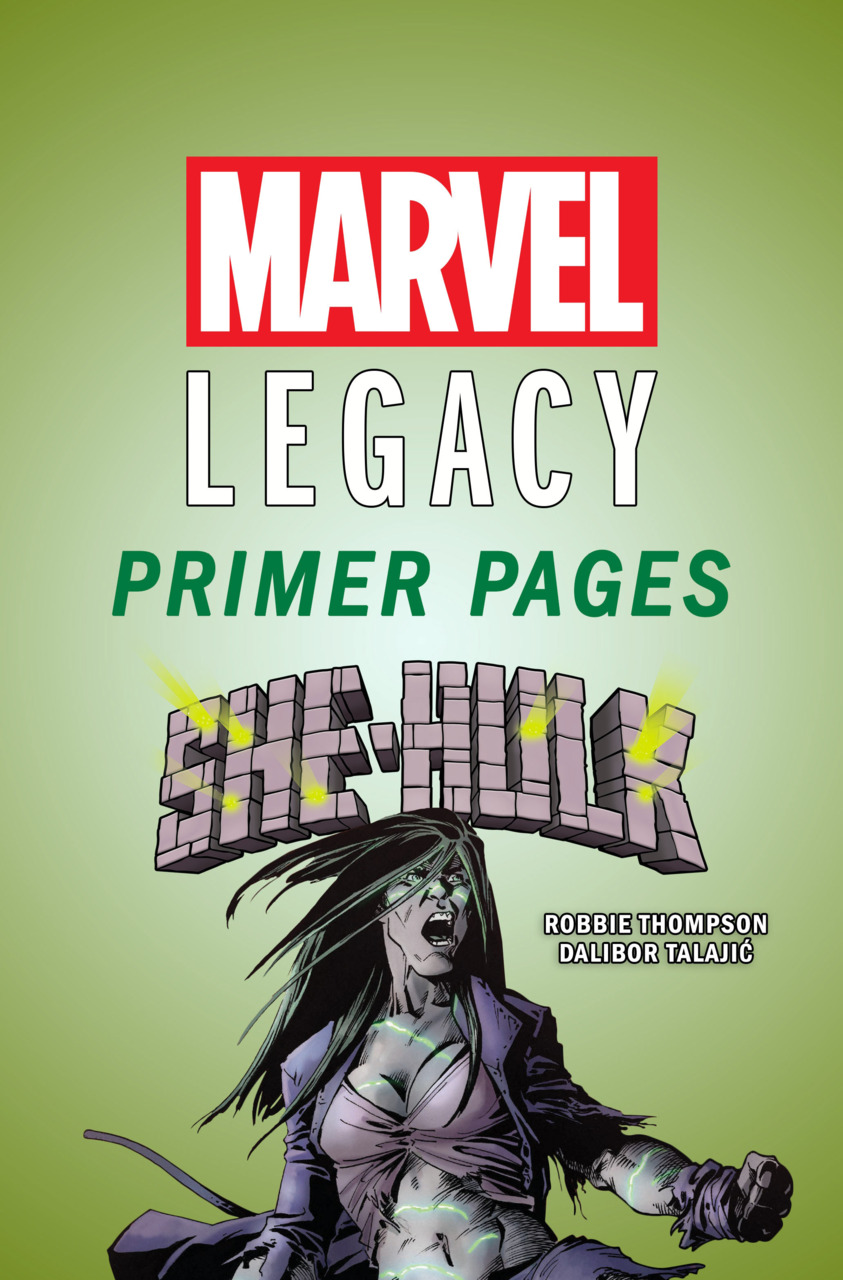 MARVEL
LEGACY
PRIMER PAGES
SHE-HULK
ROBBIE THOMPSON
DALIBOR TALAJIĆ